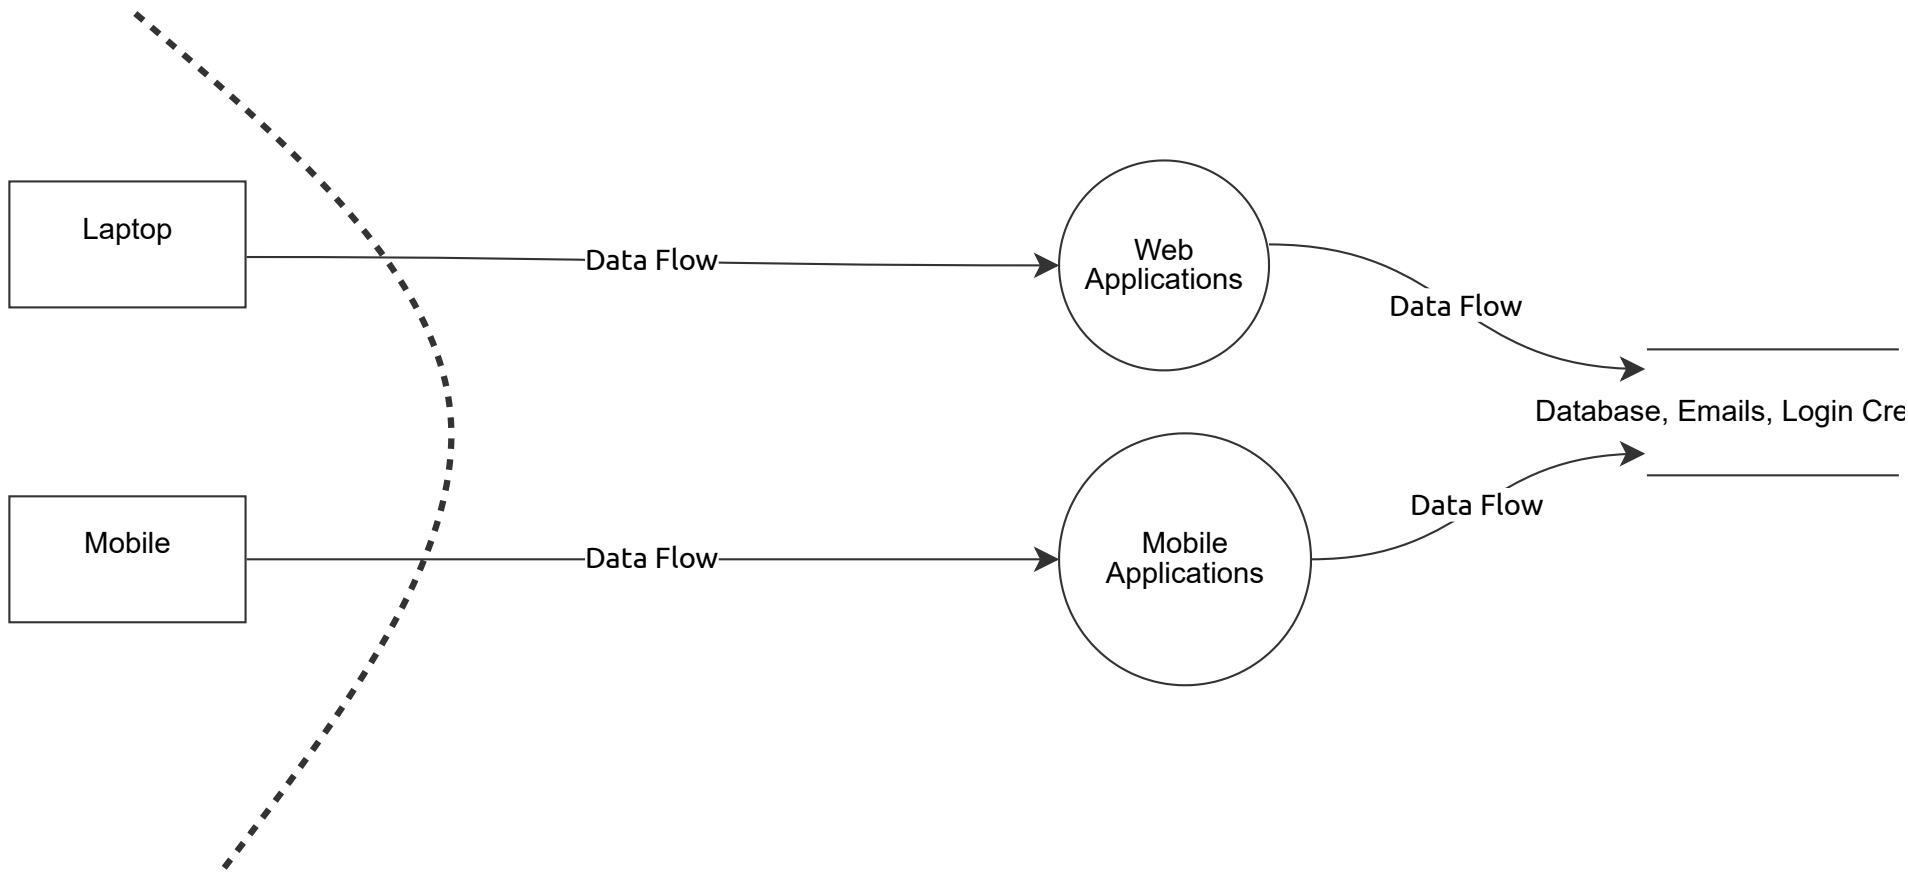 Laptop
Data Flow
Web
Applications
Data Flow
Database, Emails, Login Cre
Mobile
Data Flow
Mobile
Applications
Data Flow